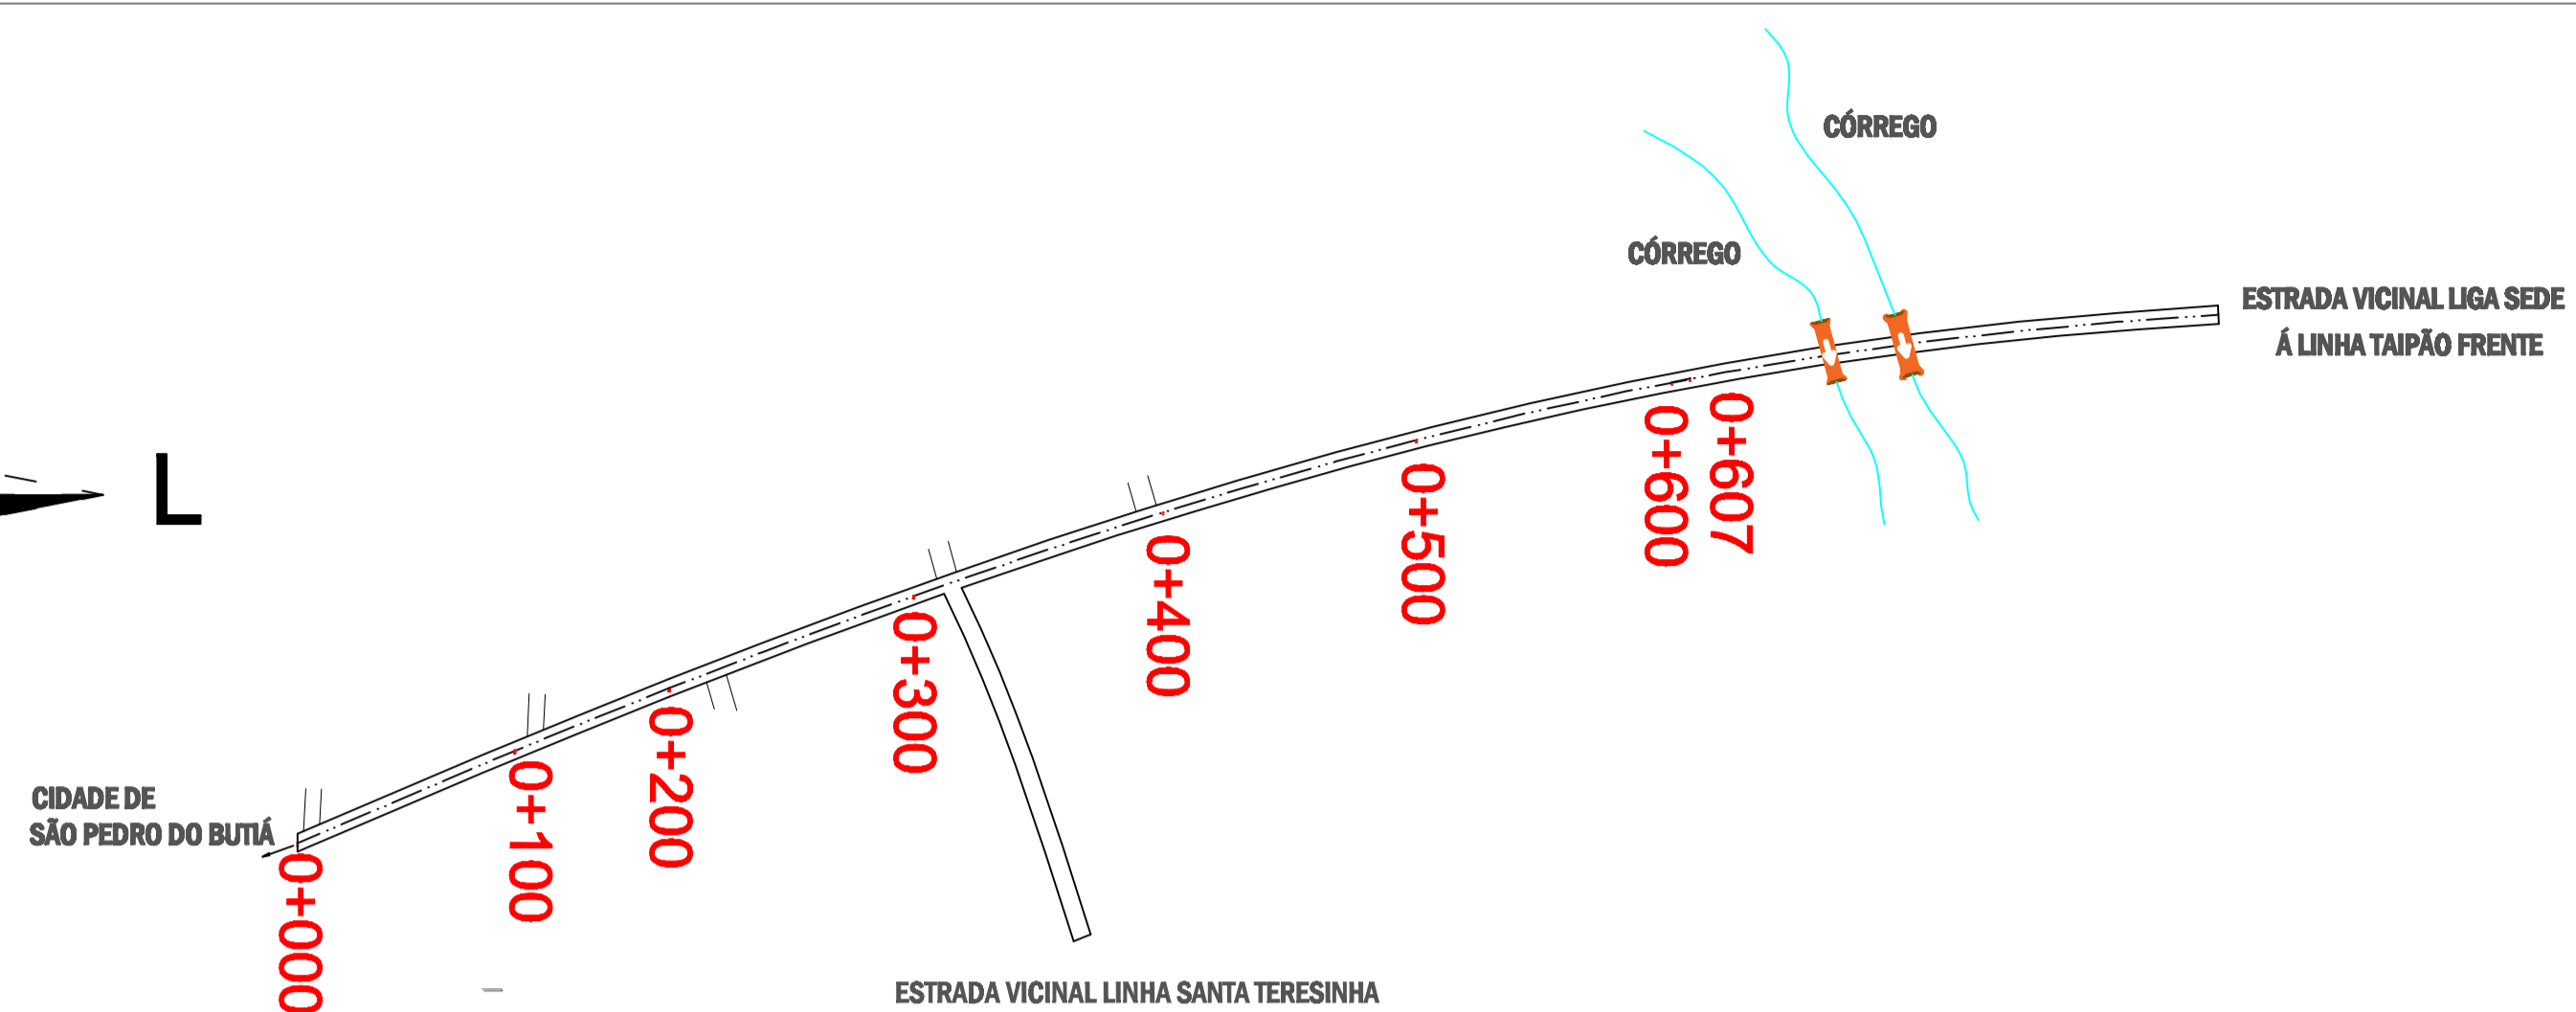 CÓRREGO
CÓRREGO
ESTRADA VICINAL LIGA SEDE
Á LINHA TAIPÃO FRENTE
L
0+607
0+600
0+500
0+400
0+300
0+200
0+100
CIDADE DE
SÃO PEDRO DO BUTIÁ
0+000
ESTRADA VICINAL LINHA SANTA TERESINHA